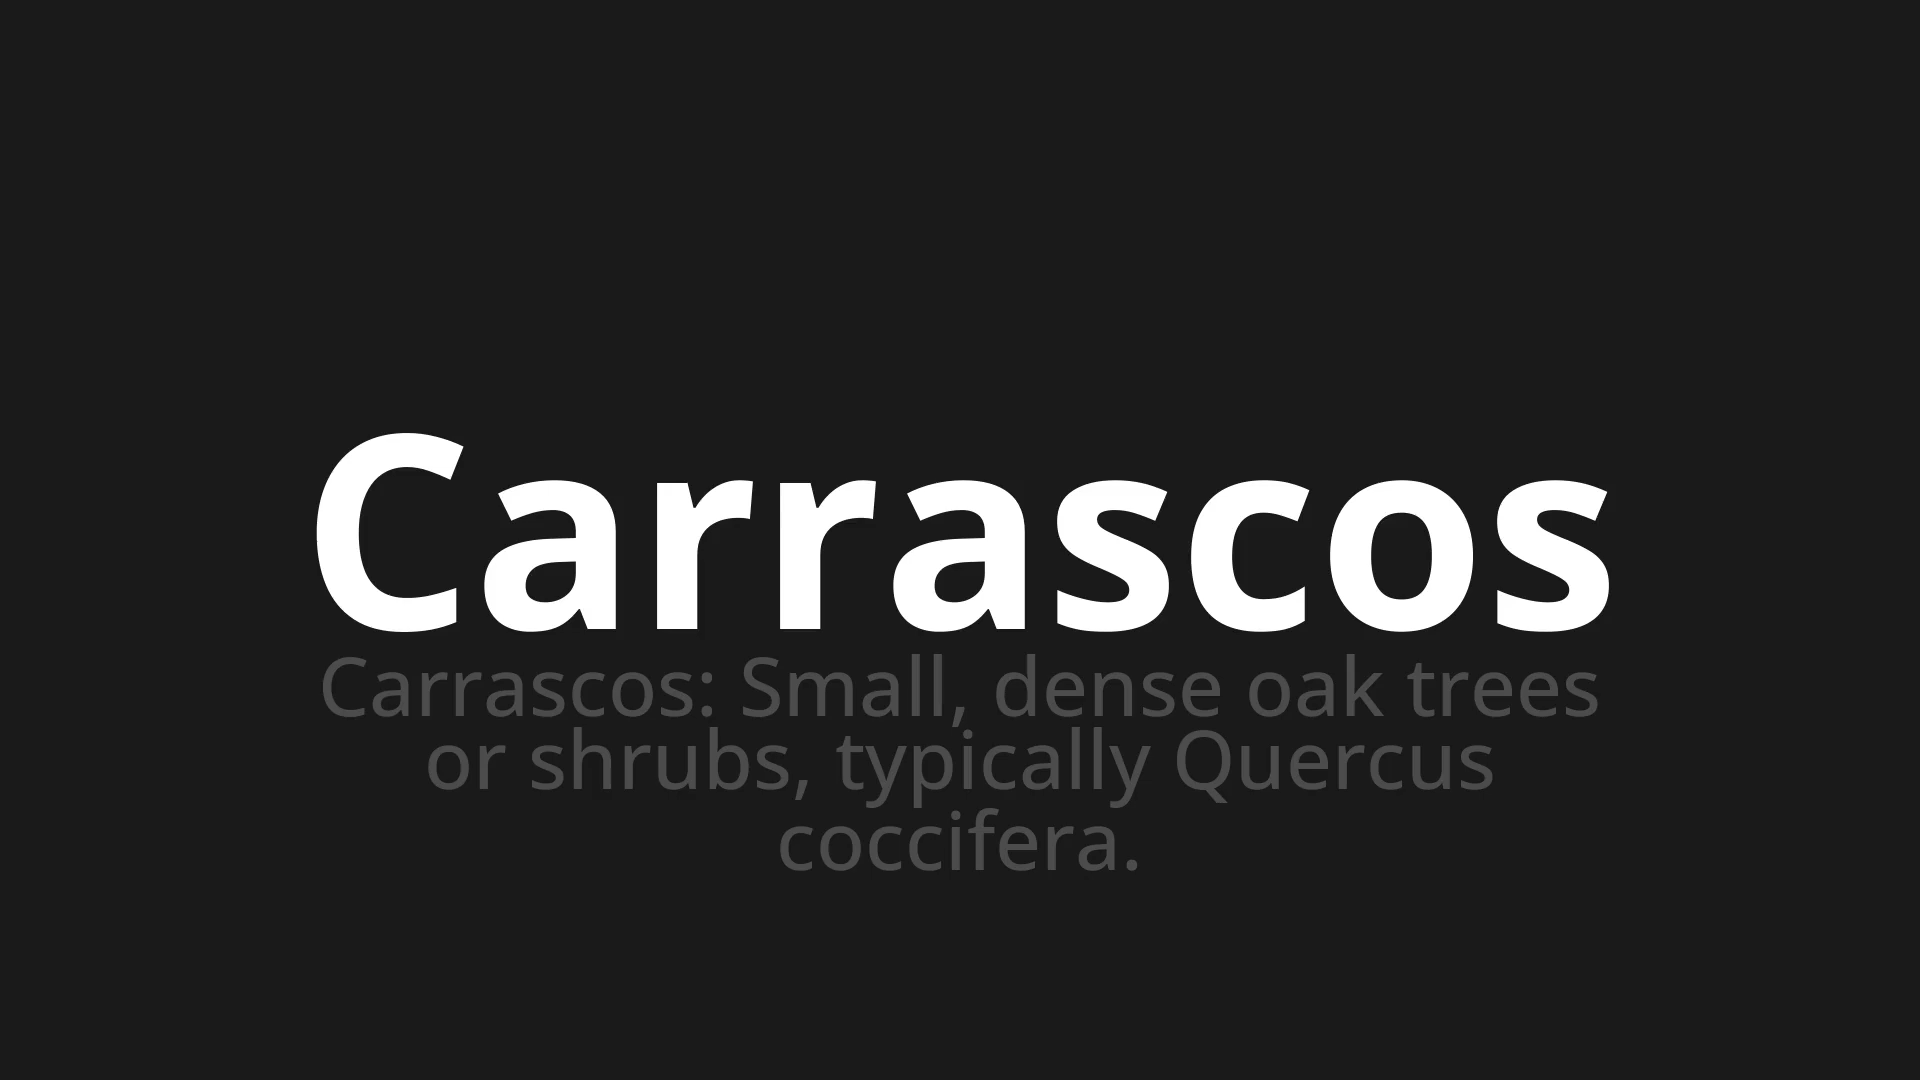 Carrascos
Carrascos: Small, dense oak trees
or shrubs, typically Quercus
coccifera.